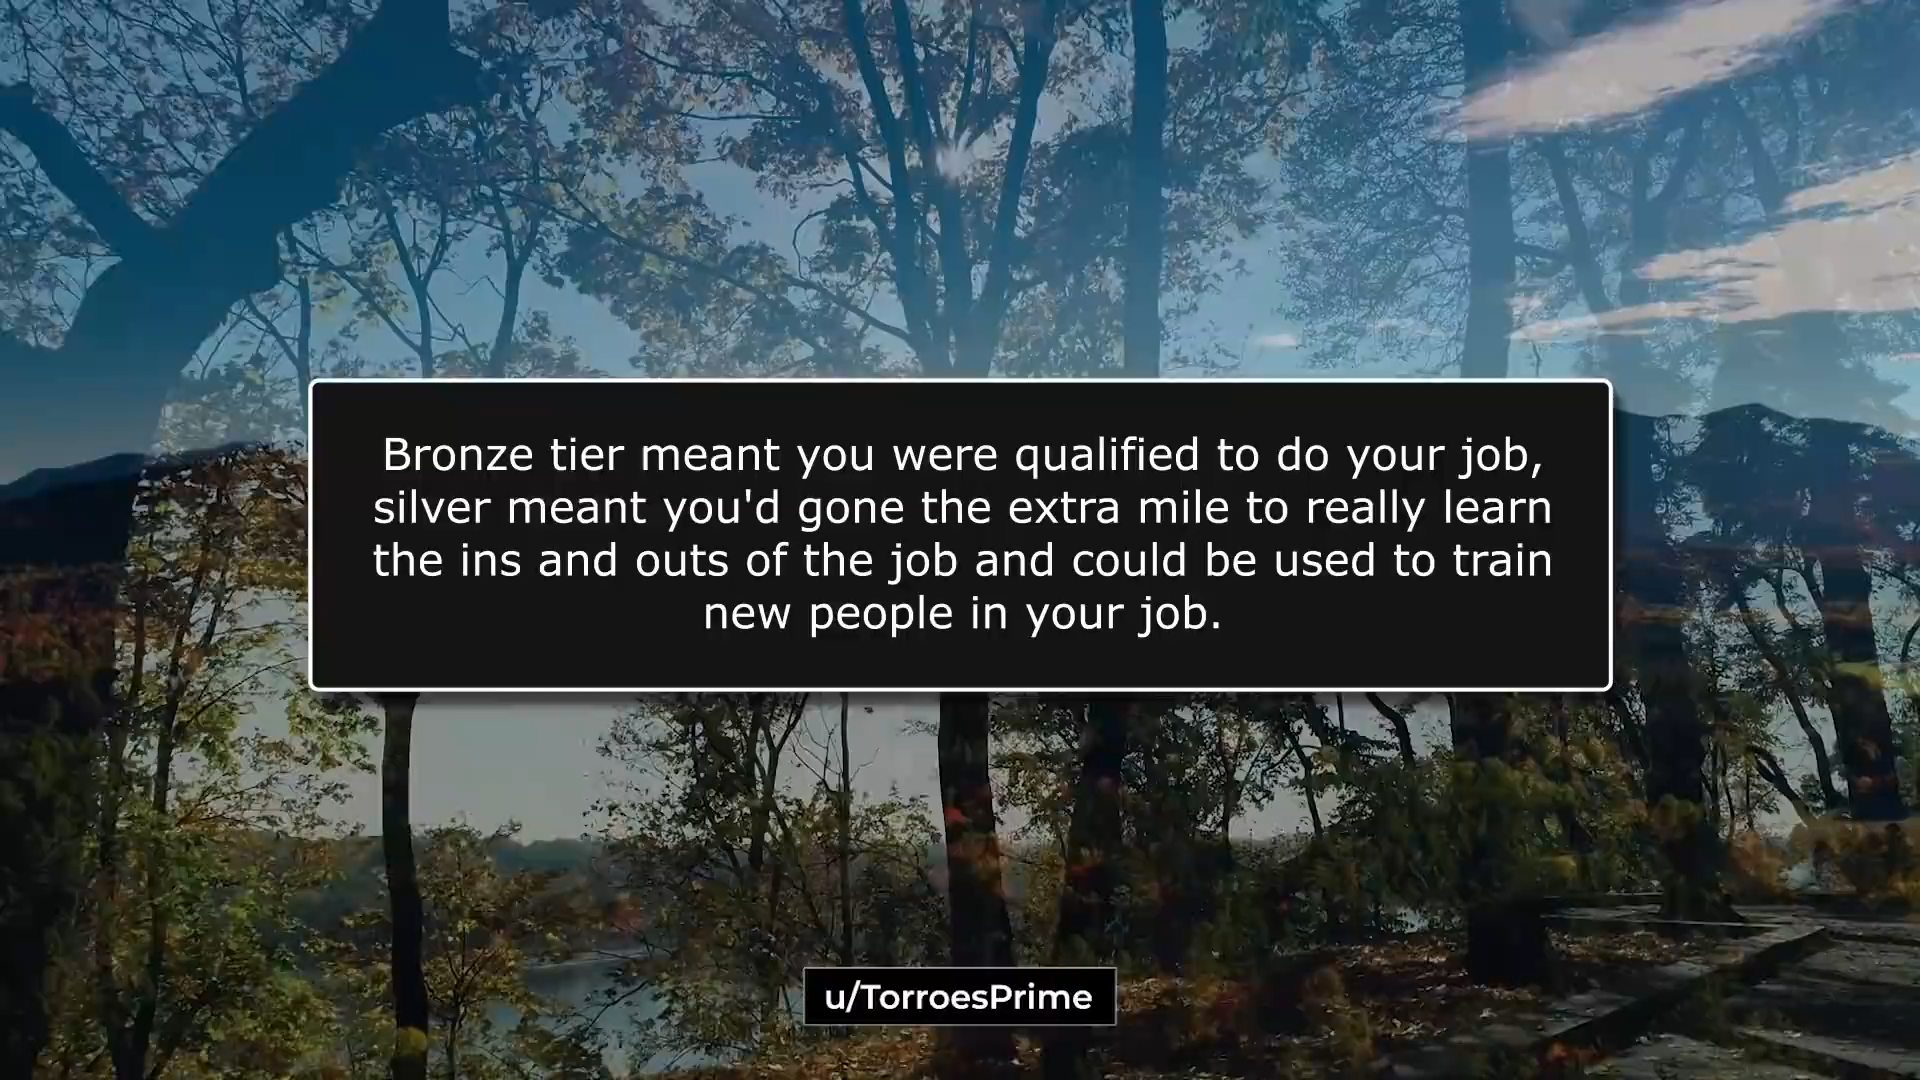 Bronze tier meant you were qualified to do your job,
silver meant you'd gone the extra mile to really learn
the ins and outs of the job and could be used to train
new people in your job.
u/TorroesPrime